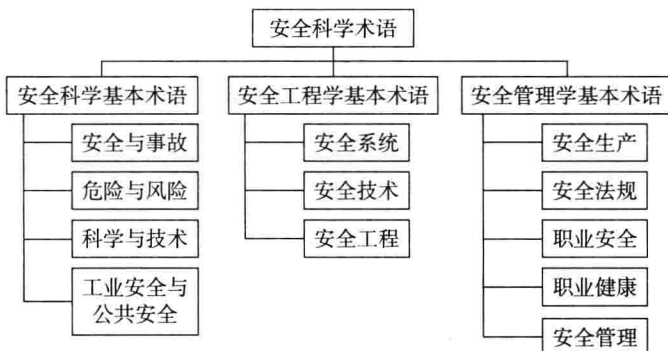 安全科学术语
安全科学基本术语
安全与事故
危险与风险
科学与技术
工业安全与
公共安全
安全工程学基本术语
安全系统
安全技术
安全工程
安全管理学基本术语
安全生产
安全法规
职业安全
职业健康
安全管理